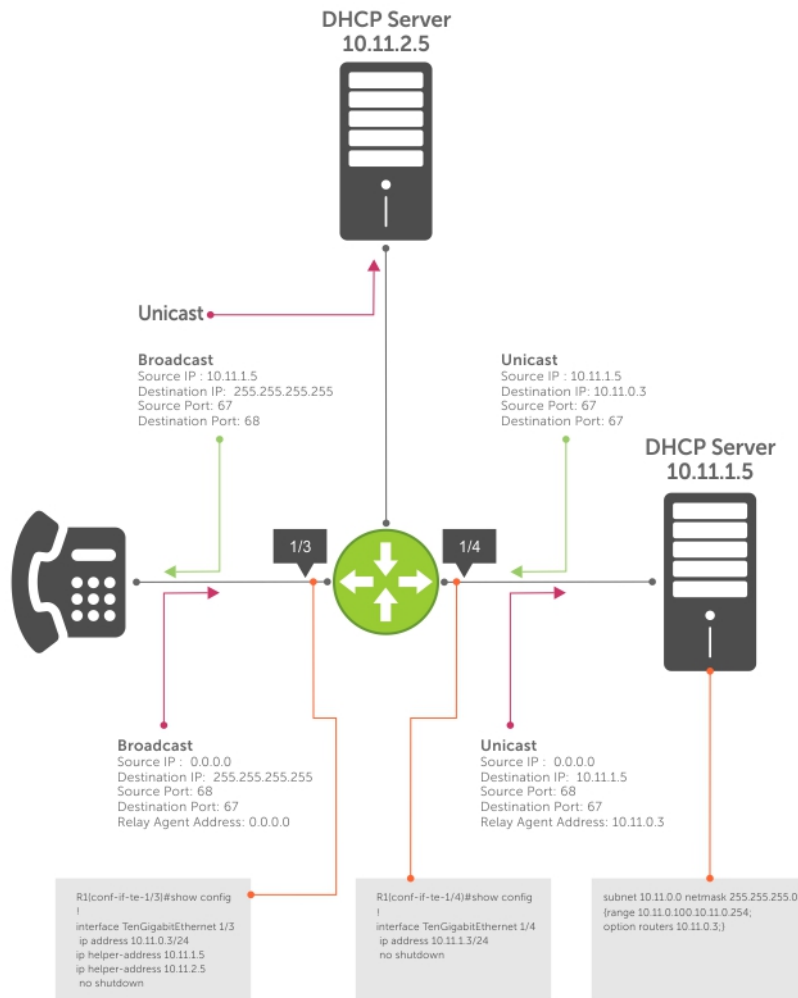 DHCP Server
10.11.2.5
Unicast
Broadcast
Source IP : 10.11.1.5
Destination IP: 255.255.255.255
Source Port: 67
Destination Port: 68
Unicast
Source IP : 10.11.1.5
Destination IP: 10.11.0.3
Source Port: 67
Destination Port: 67
DHCP Server
10.11.1.5
1/3
1/4
Broadcast
Source IP : 0.0.0.0
Destination IP: 255.255.255.255
Source Port: 68
Destination Port: 67
Relay Agent Address: 0.0.0.0
Unicast
Source IP : 0.0.0.0
Destination IP: 10.11.1.5
Source Port: 68
Destination Port: 67
Relay Agent Address: 10.11.0.3
R1(conf-if-te-1/3)#show config
!
interface TenGigabitEthernet 1/3
ip address 10.11.0.3/24
ip helper-address 10.11.1.5
ip helper-address 10.11.2.5
no shutdown
R1(conf-if-te-1/4)#show config
!
interface TenGigabitEthernet 1/4
ip address 10.11.1.3/24
no shutdown
subnet 10.11.0.0 netmask 255.255.255.0
{range 10.11.0.100.10.11.0.254;
option routers 10.11.0.3;}